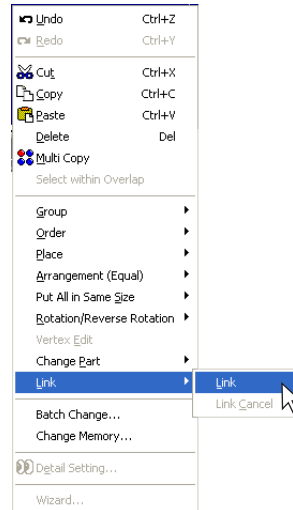 Undo Ctrl+Z
Redo Ctrl+Y
Cut Ctrl+X
Copy Ctrl+C
Paste Ctrl+V
Delete Del
Multi Copy
Select within Overlap
Group
Order
Place
Arrangement (Equal)
Put All in Same Size
Rotation/Reverse Rotation
Vertex Edit
Change Part
Link Link
Link Cancel
Batch Change...
Change Memory...
Detail Setting...
Wizard...